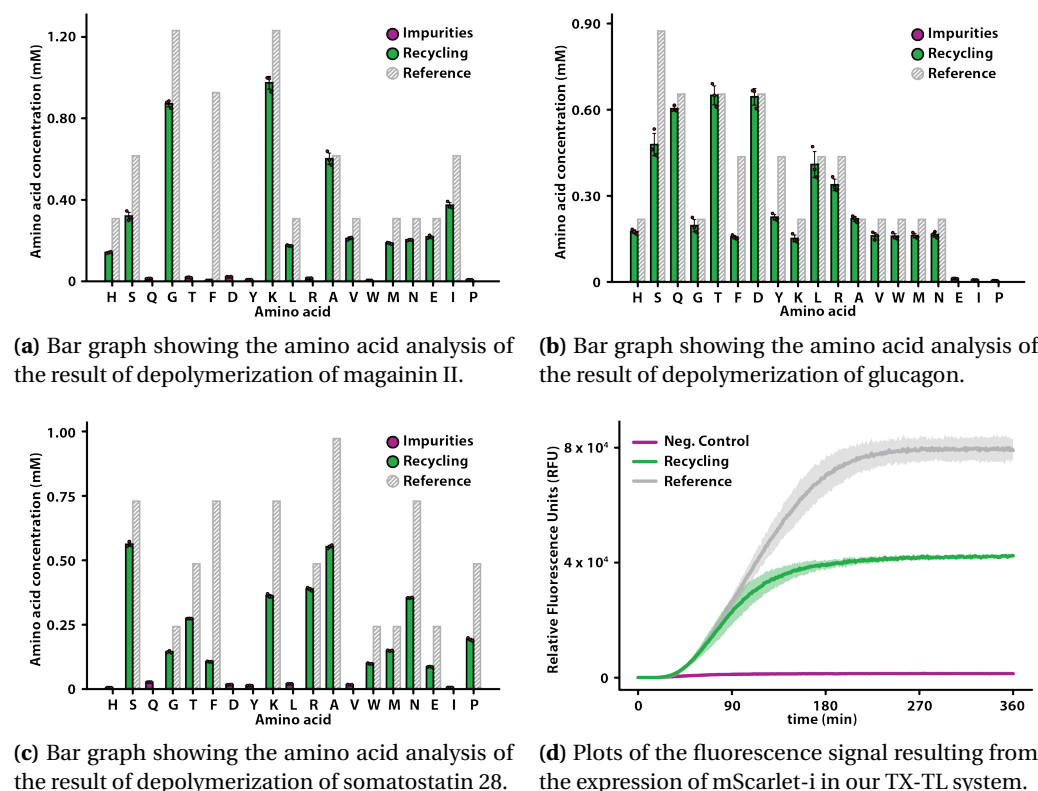 Amino acid concentration (mM)
1.20
0.80
0.40
0
Impurities
Recycling
Reference
H S Q G T F D Y K L R A V W M N E I P
Amino acid
(a) Bar graph showing the amino acid analysis of
the result of depolymerization of magainin II.
Amino acid concentration (mM)
0.90
0.60
0.30
0
Impurities
Recycling
Reference
H S Q G T F D Y K L R A V W M N E I P
Amino acid
(b) Bar graph showing the amino acid analysis of
the result of depolymerization of glucagon.
Amino acid concentration (mM)
1.00
0.75
0.50
0.25
0
Impurities
Recycling
Reference
H S Q G T F D Y K L R A V W M N E I P
Amino acid
(c) Bar graph showing the amino acid analysis of
the result of depolymerization of somatostatin 28.
Relative Fluorescence Units (RFU)
8 x 10⁴
4 x 10⁴
0
Neg. Control
Recycling
Reference
0 90 180 270 360
time (min)
(d) Plots of the fluorescence signal resulting from
the expression of mScarlet-i in our TX-TL system.